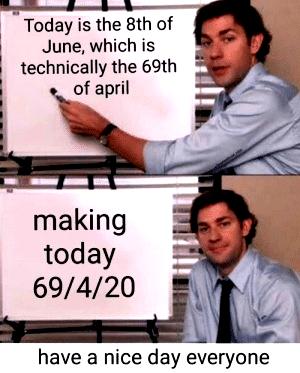 Today is the 8th of
June, which is
technically the 69th
of april
making
today
69/4/20
have a nice day everyone